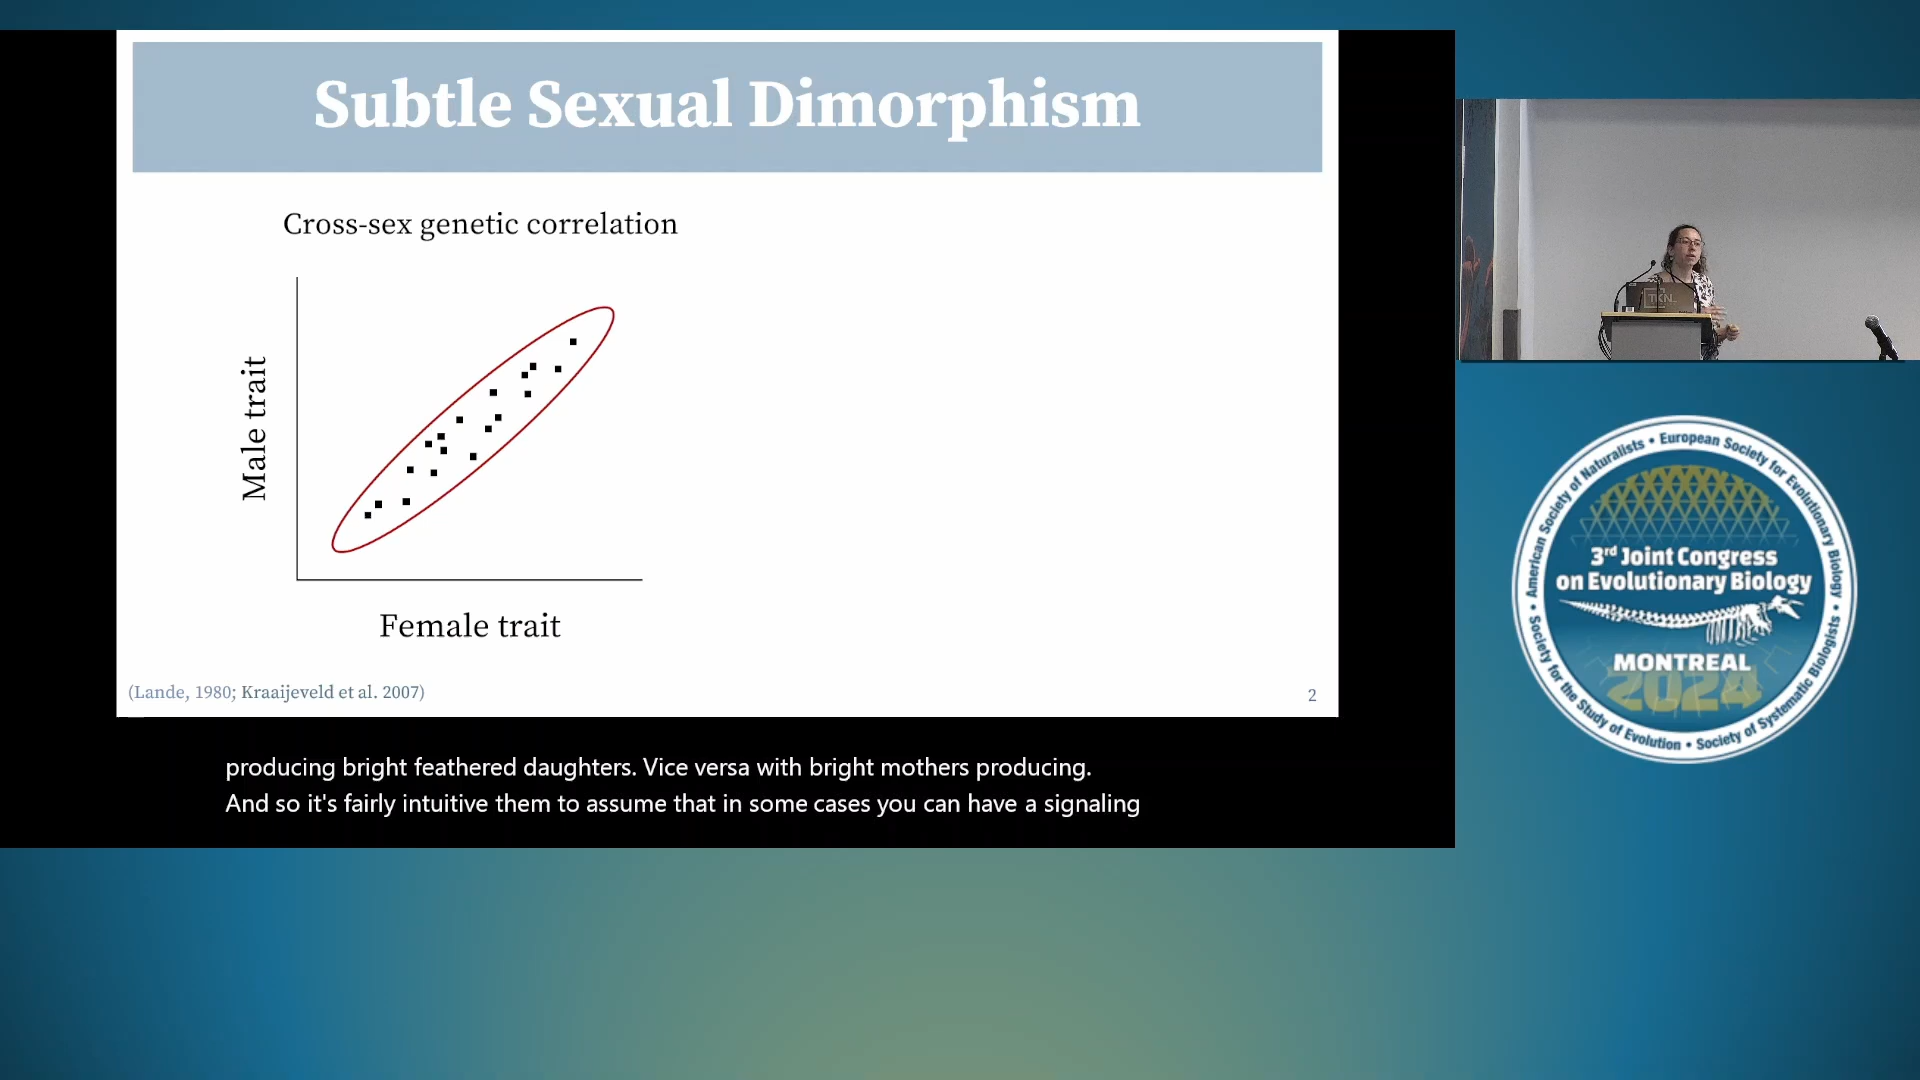 Subtle Sexual Dimorphism
Cross-sex genetic correlation
Male trait
Female trait
(Lande, 1980; Kraaijeveld et al. 2007)
2
producing bright feathered daughters. Vice versa with bright mothers producing.
And so it's fairly intuitive them to assume that in some cases you can have a signaling
TKN
American Society of Naturalists • European Society for Evolutionary Biology •
Society for the Study of Evolution • Society of Systematic Biologists •
3rd Joint Congress
on Evolutionary Biology
MONTREAL
2024